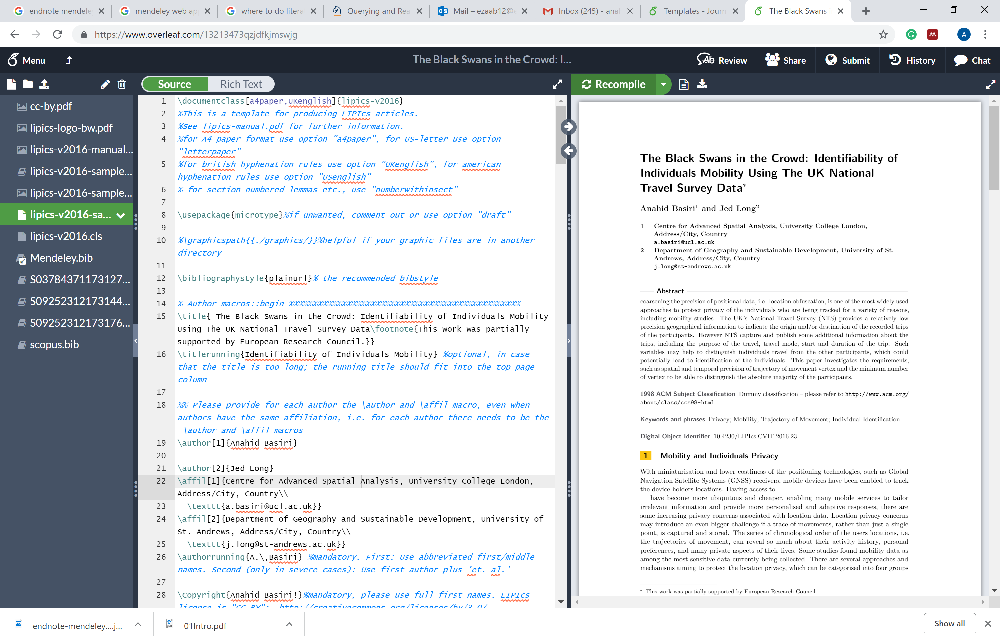 endnote mendele
mendeley web ap
where to do litera
Querying and Rea
Mail – ezaab12@
Inbox (245) - anah
Templates - Journ
The Black Swans i
https://www.overleaf.com/13213473qzjdfkjmswjg
A
Menu
The Black Swans in the Crowd: I...
Review
Share
Submit
History
Chat
Source
Rich Text
Recompile
cc-by.pdf
lipics-logo-bw.pdf
lipics-v2016-manual...
lipics-v2016-sample...
lipics-v2016-sample...
lipics-v2016-sa...
lipics-v2016.cls
Mendeley.bib
S03784371173127...
S09252312173144...
S09252312173176...
scopus.bib
1 \documentclass[a4paper,UKenglish]{lipics-v2016}
2 %This is a template for producing LIPIcs articles.
3 %See lipics-manual.pdf for further information.
4 %for A4 paper format use option "a4paper", for US-letter use option
"letterpaper"
5 %for british hyphenation rules use option "UKenglish", for american
hyphenation rules use option "USenglish"
6 % for section-numbered lemmas etc., use "numberwithinsect"
7
8 \usepackage{microtype}%if unwanted, comment out or use option "draft"
9
10 %\graphicspath{{./graphics/}}%helpful if your graphic files are in another
directory
11
12 \bibliographystyle{plainurl}% the recommended bibstyle
13
14 % Author macros::begin %%%%%%%%%%%%%%%%%%%%%%%%%%%%%%%%%%%%%%%%%%%%%%%%
15 \title{ The Black Swans in the Crowd: Identifiability of Individuals Mobility
Using The UK National Travel Survey Data\footnote{This work was partially
supported by European Research Council.}}
16 \titlerunning{Identifiability of Individuals Mobility} %optional, in case
that the title is too long; the running title should fit into the top page
column
17
18 %% Please provide for each author the \author and \affil macro, even when
authors have the same affiliation, i.e. for each author there needs to be the
\author and \affil macros
19 \author[1]{Anahid Basiri}
20
21 \author[2]{Jed Long}
22 \affil[1]{Centre for Advanced Spatial Analysis, University College London,
Address/City, Country\\
23 \texttt{a.basiri@ucl.ac.uk}}
24 \affil[2]{Department of Geography and Sustainable Development, University of
St. Andrews, Address/City, Country\\
25 \texttt{j.long@st-andrews.ac.uk}}
26 \authorrunning{A.\,Basiri} %mandatory. First: Use abbreviated first/middle
names. Second (only in severe cases): Use first author plus 'et. al.'
27
28 \Copyright{Anahid Basiri!}%mandatory, please use full first names. LIPIcs
license is "CC-BY"; http://creativecommons.org/licenses/by/3.0/
The Black Swans in the Crowd: Identifiability of
Individuals Mobility Using The UK National
Travel Survey Data*
Anahid Basiri¹ and Jed Long²
1 Centre for Advanced Spatial Analysis, University College London,
Address/City, Country
a.basiri@ucl.ac.uk
2 Department of Geography and Sustainable Development, University of St.
Andrews, Address/City, Country
j.long@st-andrews.ac.uk
Abstract
coarsening the precision of positional data, i.e. location obfuscation, is one of the most widely used
approaches to protect privacy of the individuals who are being tracked for a variety of reasons,
including mobility studies. The UK's National Travel Survey (NTS) provides a relatively low
precision geographical information to indicate the origin and/or destination of the recorded trips
of the participants. However NTS capture and publish some additional information about the
trips, including the purpose of the travel, travel mode, start and duration of the trip. Such
variables may help to distinguish individuals travel from the other participants, which could
potentially lead to identification of the individuals. This paper investigates the requirements,
such as spatial and temporal precision of trajectory of movement vertex and the minimum number
of vertex to be able to distinguish the absolute majority of the participants.
1998 ACM Subject Classification Dummy classification – please refer to http://www.acm.org/
about/class/ccs98-html
Keywords and phrases Privacy; Mobility; Trajectory of Movement; Individual Identification
Digital Object Identifier 10.4230/LIPIcs.CVIT.2016.23
1 Mobility and Individuals Privacy
With miniaturisation and lower costliness of the positioning technologies, such as Global
Navigation Satellite Systems (GNSS) receivers, mobile devices have been enabled to track
the device holders locations. Having access to
have become more ubiquitous and cheaper, enabling many mobile services to tailor
irrelevant information and provide more personalised and adaptive responses, there are
some increasing privacy concerns associated with location data. Location privacy concerns
may introduce an even bigger challenge if a trace of movements, rather than just a single
point, is captured and stored. The series of chronological order of the users locations, i.e.
the trajectories of movement, can reveal so much about their activity history, personal
preferences, and many private aspects of their lives. Some studies found mobility data as
among the most sensitive data currently being collected. There are several approaches and
mechanisms aiming to protect the location privacy, which can be categorised into four groups
* This work was partially supported by European Research Council.
endnote-mendeley....j...
01Intro.pdf
Show all